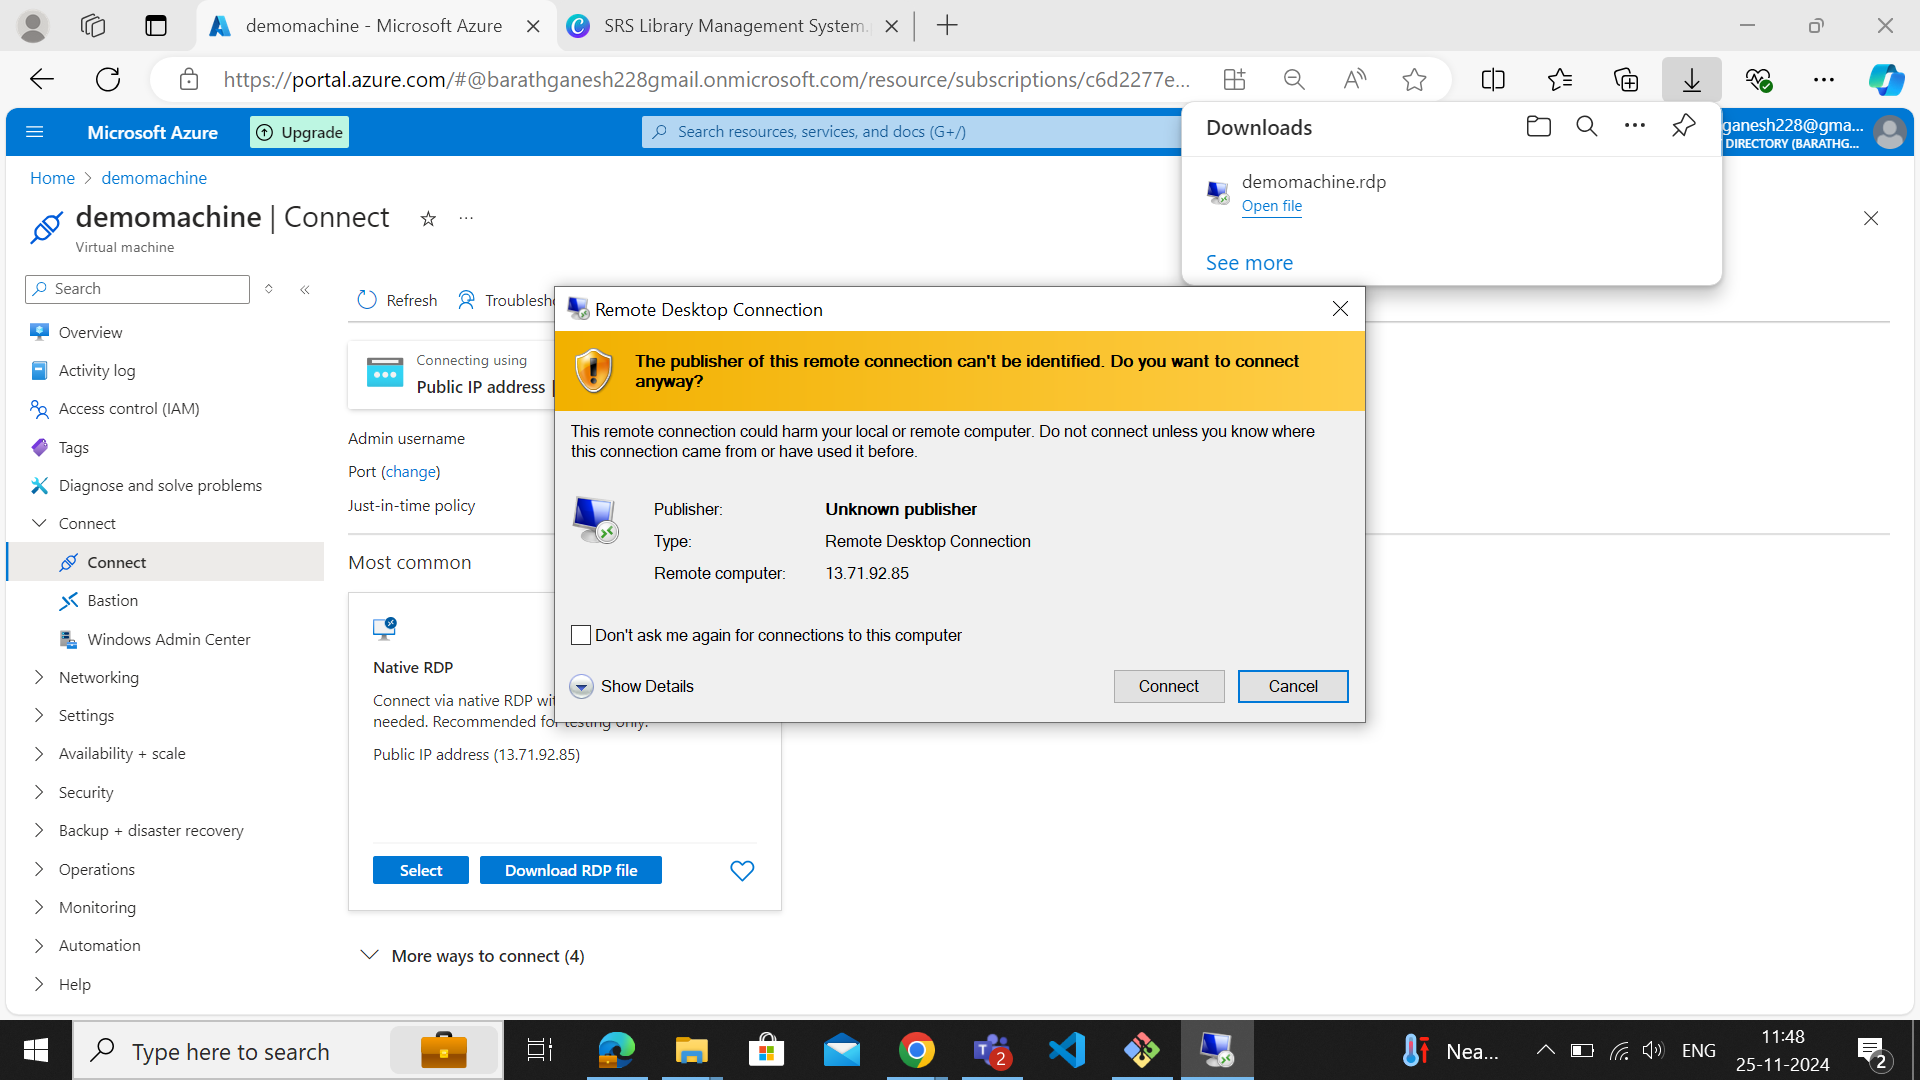 demomachine - Microsoft Azure
SRS Library Management System.
https://portal.azure.com/#@barathganesh228gmail.onmicrosoft.com/resource/subscriptions/c6d2277e...
Microsoft Azure
Upgrade
Search resources, services, and docs (G+/)
ganesh228@gma...
DIRECTORY (BARATHG...
Downloads
demomachine.rdp
Open file
See more
Home > demomachine
demomachine | Connect
Virtual machine
Search
Refresh
Troublesho
Overview
Activity log
Access control (IAM)
Tags
Diagnose and solve problems
Connect
Connect
Bastion
Windows Admin Center
Networking
Settings
Availability + scale
Security
Backup + disaster recovery
Operations
Monitoring
Automation
Help
Connecting using
Public IP address |
Admin username
Port (change)
Just-in-time policy
Most common
Native RDP
Connect via native RDP wit
needed. Recommended for testing only.
Public IP address (13.71.92.85)
Select
Download RDP file
More ways to connect (4)
Remote Desktop Connection
The publisher of this remote connection can't be identified. Do you want to connect
anyway?
This remote connection could harm your local or remote computer. Do not connect unless you know where
this connection came from or have used it before.
Publisher: Unknown publisher
Type: Remote Desktop Connection
Remote computer: 13.71.92.85
Don't ask me again for connections to this computer
Show Details
Connect
Cancel
Type here to search
2
Nea...
ENG
11:48
25-11-2024
2